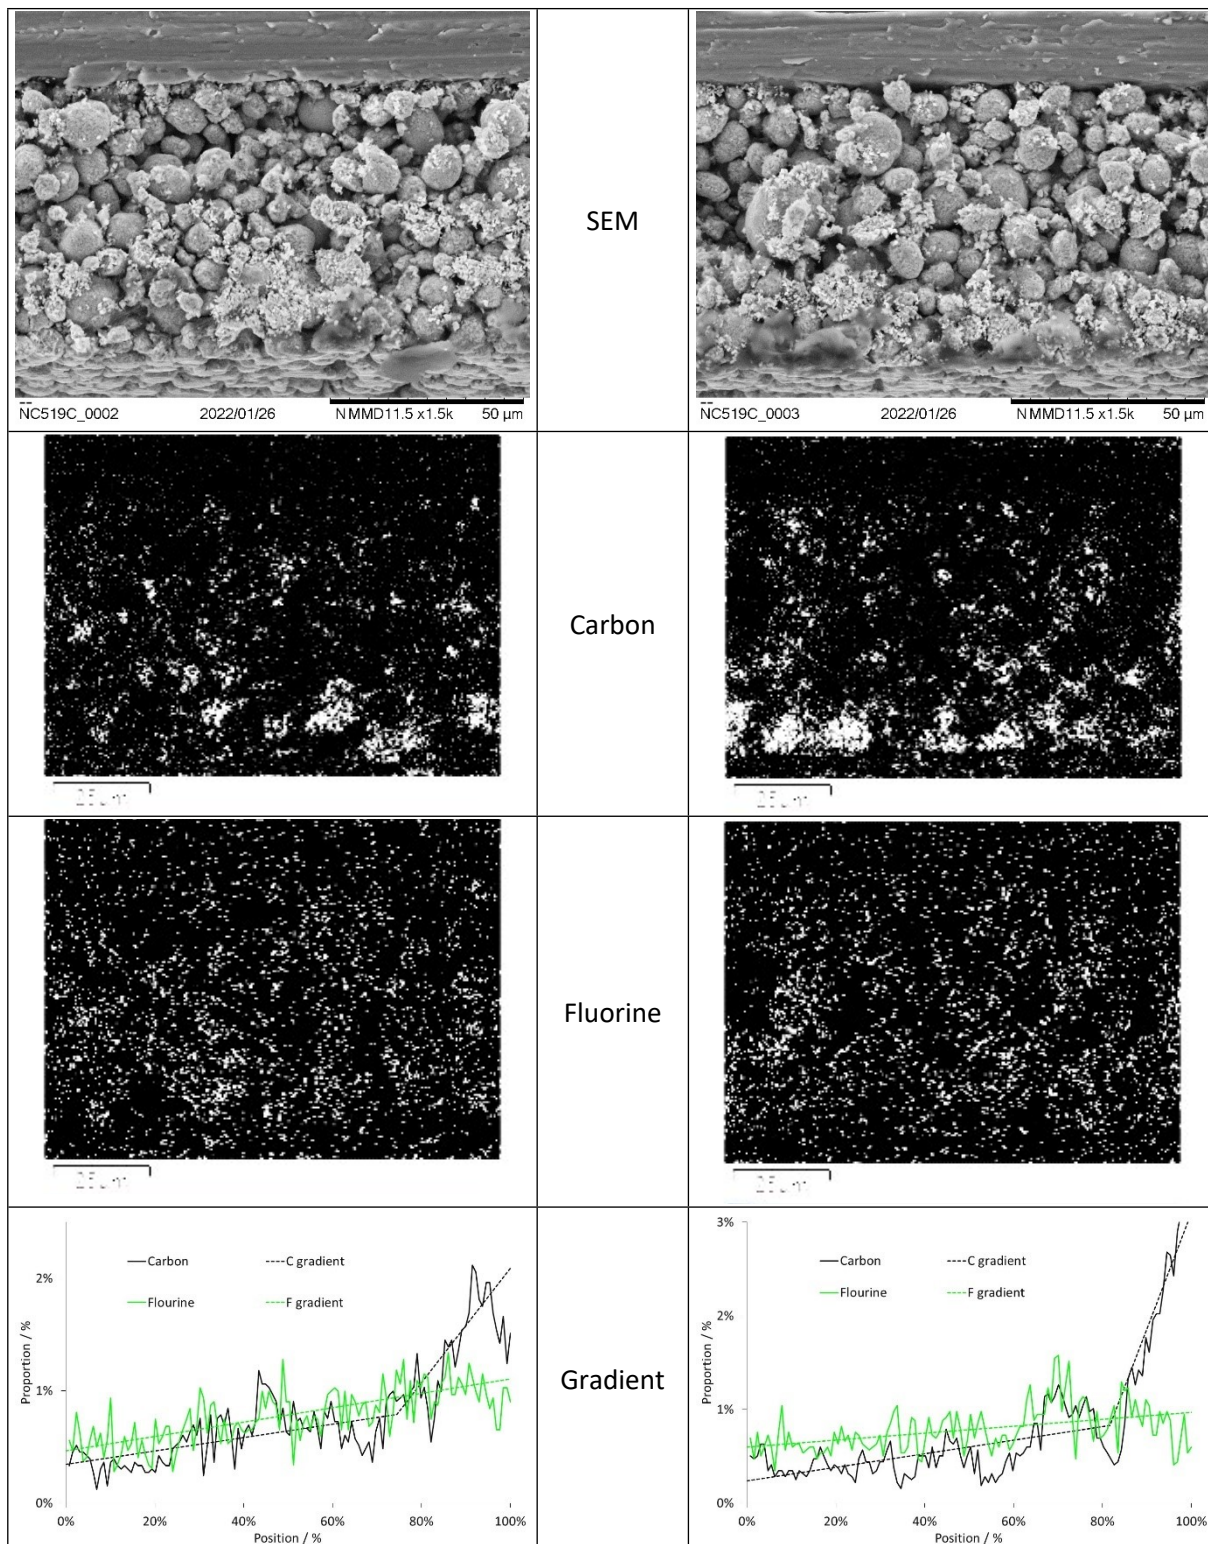 SEM
NC519C_0002 2022/01/26 N MMD11.5 x1.5k 50 µm
NC519C_0003 2022/01/26 N MMD11.5 x1.5k 50 µm
Carbon
Fluorine
Gradient
Proportion / %
2%
1%
0%
Carbon
C gradient
Flourine
F gradient
0% 20% 40% 60% 80% 100%
Position / %
Proportion / %
3%
2%
1%
0%
Carbon
C gradient
Flourine
F gradient
0% 20% 40% 60% 80% 100%
Position / %